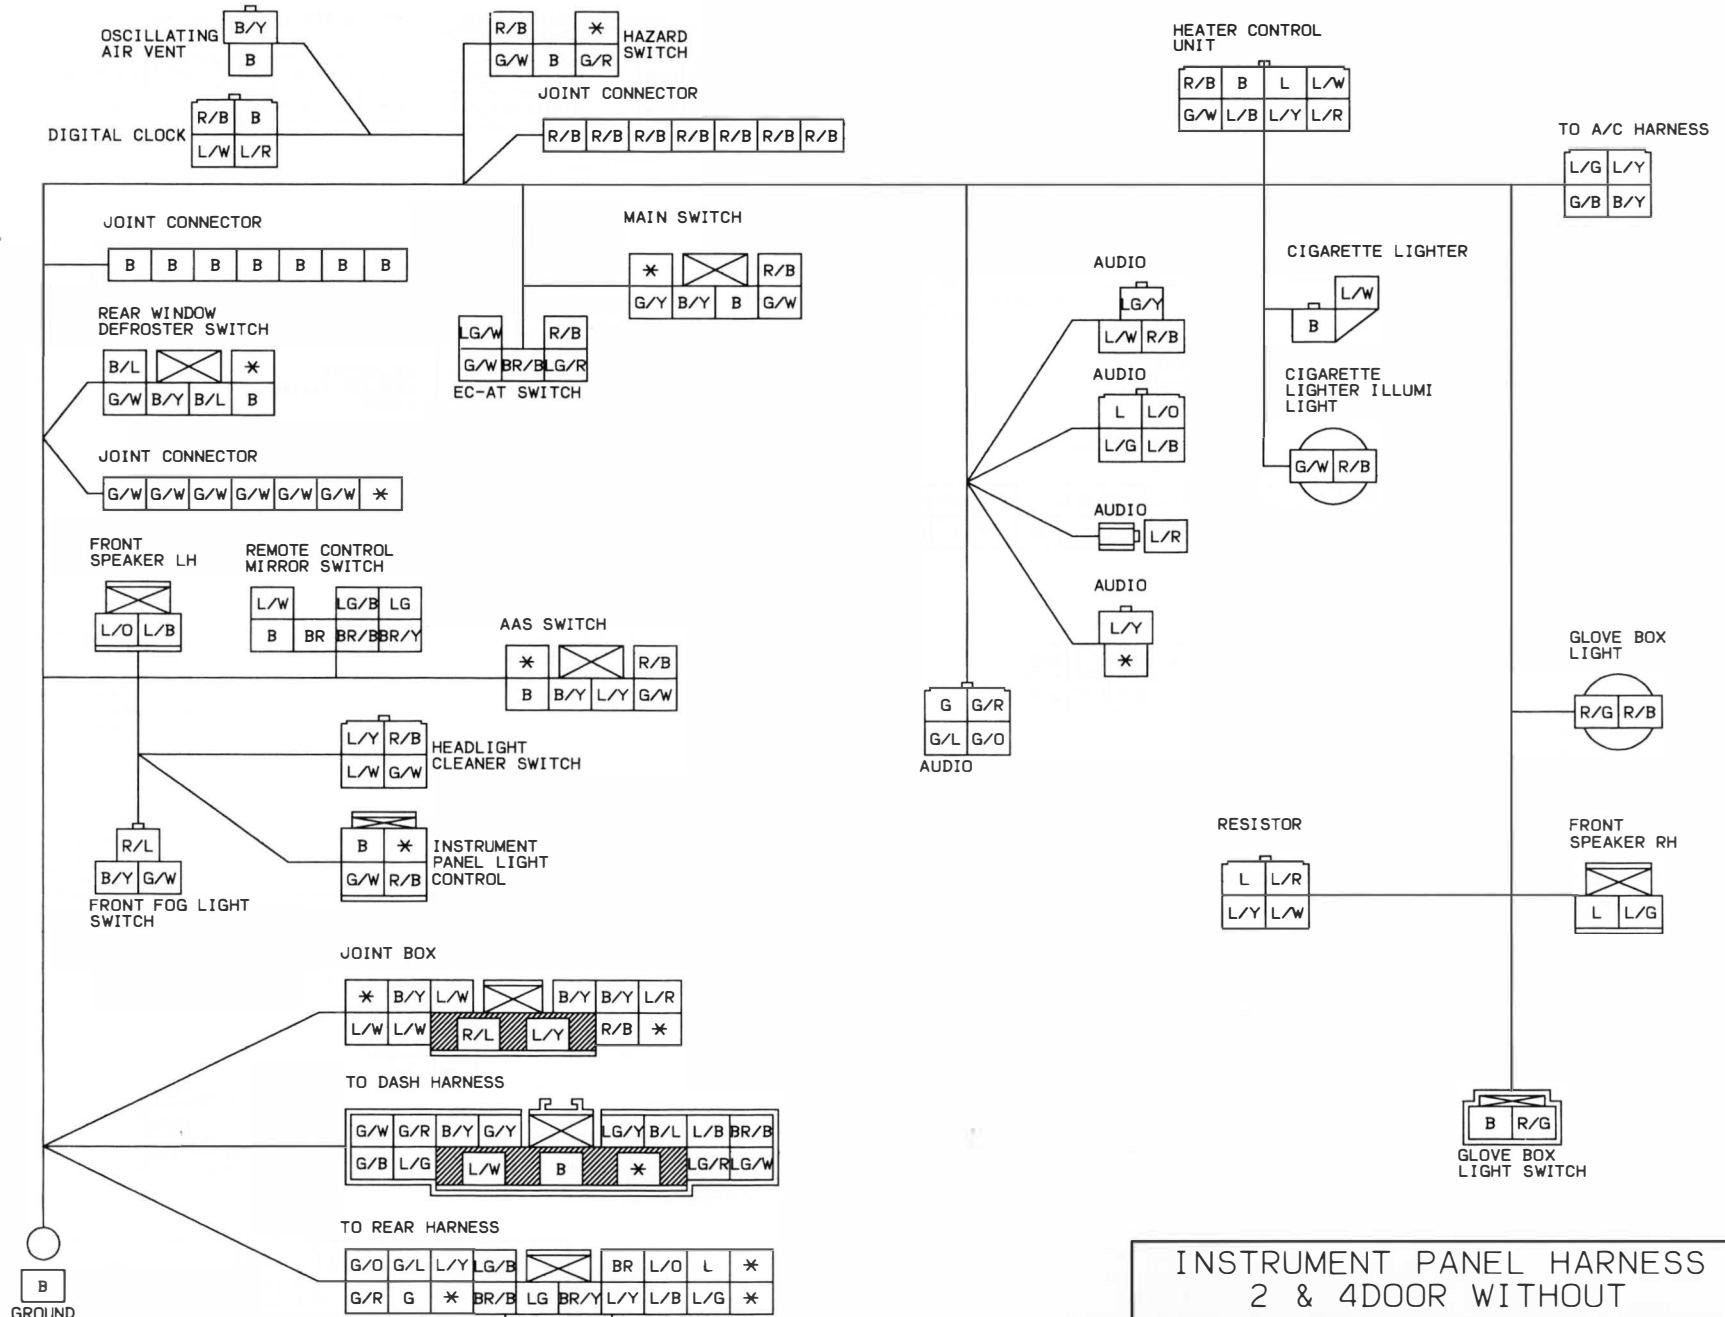 OSCILLATING
AIR VENT
B/Y
B
DIGITAL CLOCK
R/B B
L/W L/R
R/B *
G/W B G/R
HAZARD
SWITCH
JOINT CONNECTOR
R/B R/B R/B R/B R/B R/B R/B
HEATER CONTROL
UNIT
R/B B L L/W
G/W L/B L/Y L/R
TO A/C HARNESS
L/G L/Y
G/B B/Y
JOINT CONNECTOR
B B B B B B B
MAIN SWITCH
* R/B
G/Y B/Y B G/W
LG/W R/B
G/W BR/B LG/R
EC-AT SWITCH
REAR WINDOW
DEFROSTER SWITCH
B/L *
G/W B/Y B/L B
JOINT CONNECTOR
G/W G/W G/W G/W G/W G/W *
AUDIO
LG/Y
L/W R/B
AUDIO
L L/O
L/G L/B
AUDIO
L/R
AUDIO
L/Y
*
CIGARETTE LIGHTER
L/W
B
CIGARETTE
LIGHTER ILLUMI
LIGHT
G/W R/B
FRONT
SPEAKER LH
L/O L/B
REMOTE CONTROL
MIRROR SWITCH
L/W LG/B LG
B BR BR/B BR/Y
AAS SWITCH
* R/B
B B/Y L/Y G/W
G G/R
G/L G/O
AUDIO
GLOVE BOX
LIGHT
R/G R/B
L/Y R/B
L/W G/W
HEADLIGHT
CLEANER SWITCH
B *
G/W R/B
INSTRUMENT
PANEL LIGHT
CONTROL
R/L
B/Y G/W
FRONT FOG LIGHT
SWITCH
RESISTOR
L L/R
L/Y L/W
FRONT
SPEAKER RH
L L/G
JOINT BOX
* B/Y L/W B/Y B/Y L/R
L/W L/W R/L L/Y R/B *
TO DASH HARNESS
G/W G/R B/Y G/Y LG/Y B/L L/B BR/B
G/B L/G L/W B * LG/R LG/W
B R/G
GLOVE BOX
LIGHT SWITCH
TO REAR HARNESS
G/O G/L L/Y LG/B BR L/O L *
G/R G * BR/B LG BR/Y L/Y L/B L/G *
B
GROUND
INSTRUMENT PANEL HARNESS
2 & 4DOOR WITHOUT